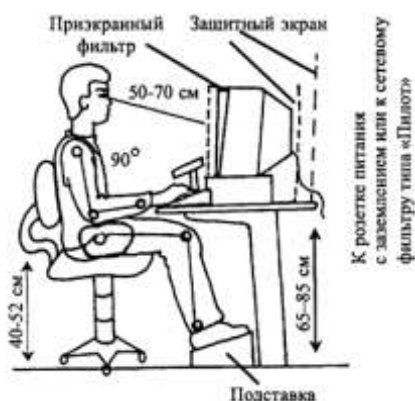 Приэкранный
фильтр
Защитный экран
50-70 см
90°
К розетке питания
с заземлением или к сетевому
фильтру типа «Пилот»
40-52 см
65-85 см
Подставка